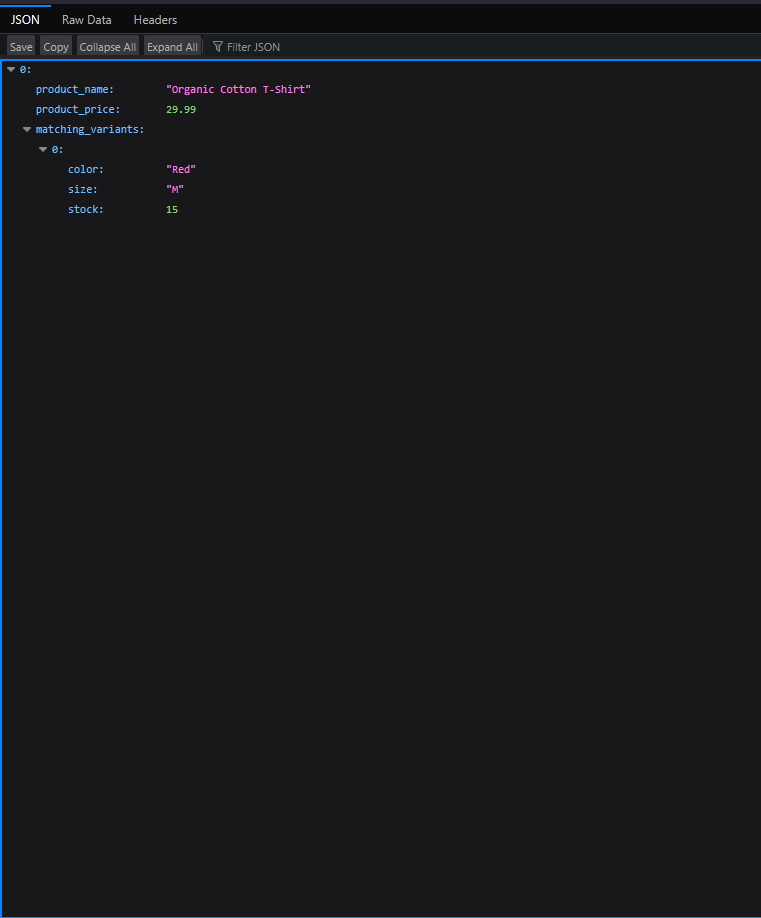 JSON Raw Data Headers
Save Copy Collapse All Expand All Filter JSON
0:
product_name: "Organic Cotton T-Shirt"
product_price: 29.99
matching_variants:
0:
color: "Red"
size: "M"
stock: 15